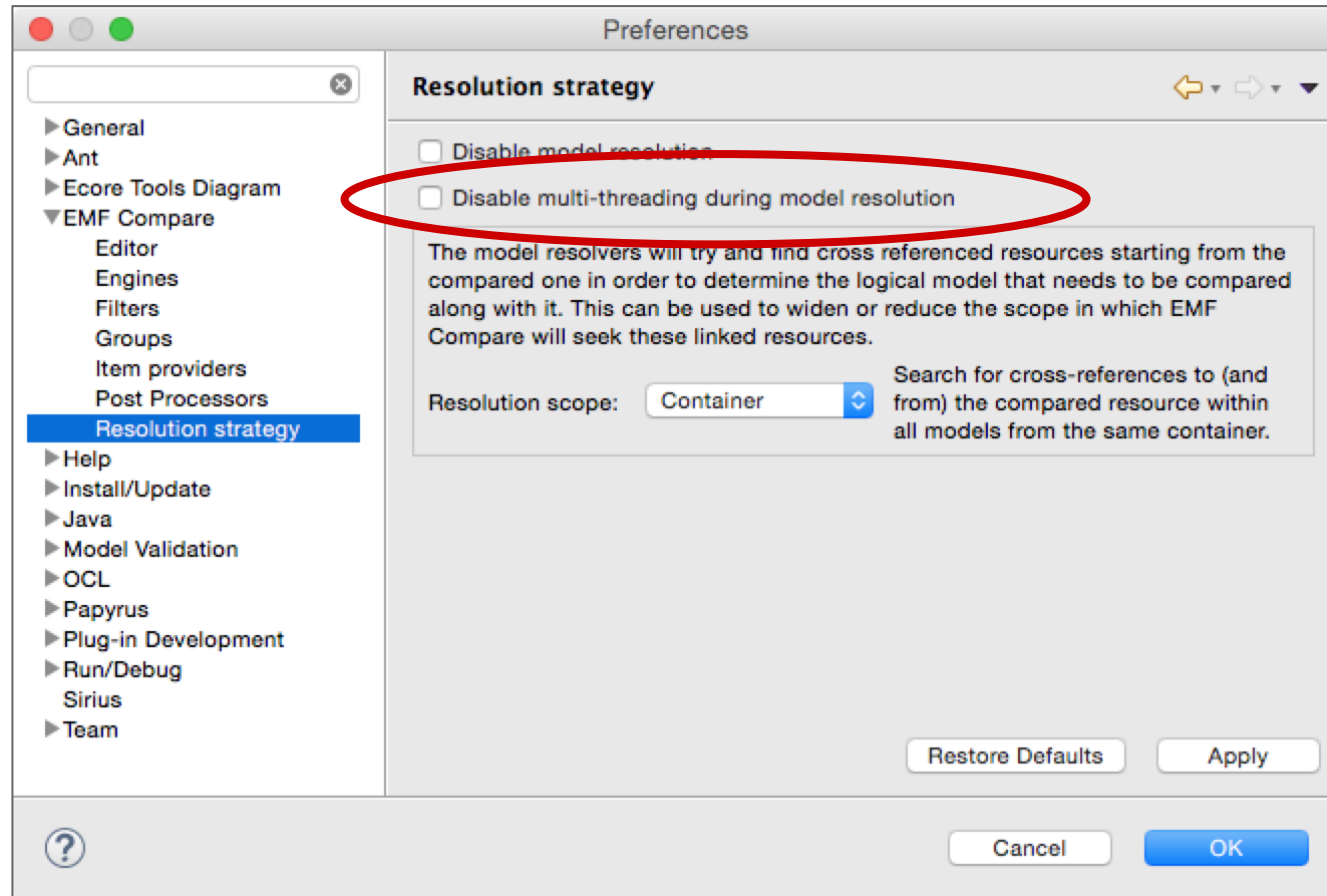 Preferences
Resolution strategy
General
Ant
Ecore Tools Diagram
EMF Compare
Editor
Engines
Filters
Groups
Item providers
Post Processors
Resolution strategy
Help
Install/Update
Java
Model Validation
OCL
Papyrus
Plug-in Development
Run/Debug
Sirius
Team
Disable model resolution
Disable multi-threading during model resolution
The model resolvers will try and find cross referenced resources starting from the
compared one in order to determine the logical model that needs to be compared
along with it. This can be used to widen or reduce the scope in which EMF
Compare will seek these linked resources.
Resolution scope:
Container
Search for cross-references to (and
from) the compared resource within
all models from the same container.
Restore Defaults
Apply
?
Cancel
OK